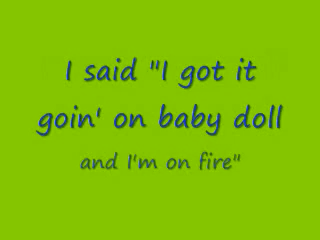 I said "I got it
goin' on baby doll
and I'm on fire"